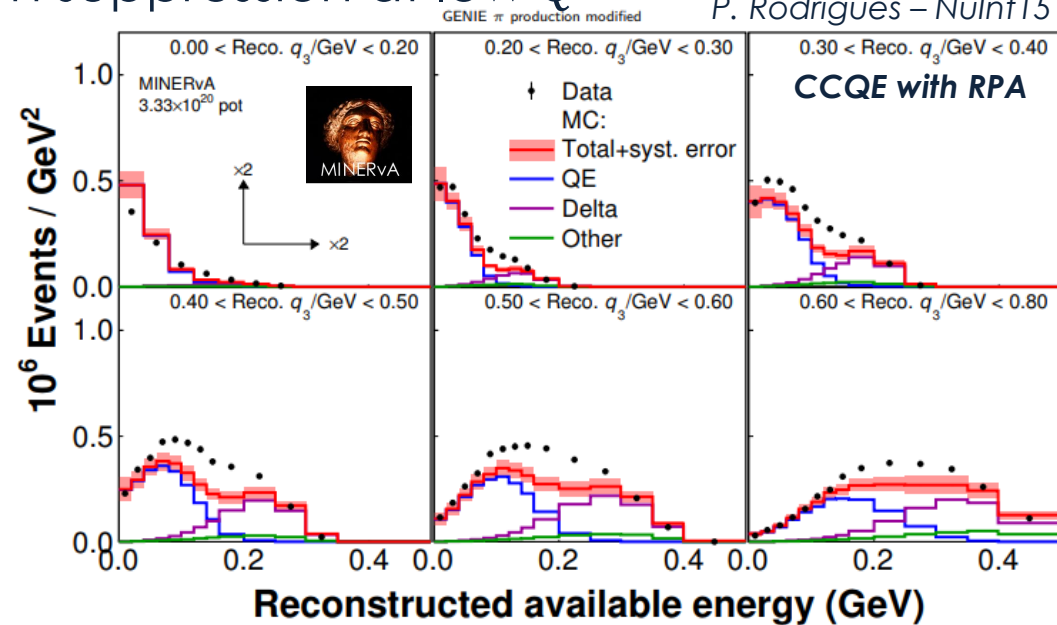 suppression at low Q
P. Rodrigues – NuInt15
GENIE π production modified
0.00 < Reco. q3/GeV < 0.20
0.20 < Reco. q3/GeV < 0.30
0.30 < Reco. q3/GeV < 0.40
1.0
MINERvA
3.33×10^20 pot
MINERvA
×2
×2
Data
MC:
Total+syst. error
QE
Delta
Other
CCQE with RPA
0.5
0.0
0.40 < Reco. q3/GeV < 0.50
0.50 < Reco. q3/GeV < 0.60
0.60 < Reco. q3/GeV < 0.80
1.0
0.5
0.0
10^6 Events / GeV^2
0.0 0.2 0.4 0.0 0.2 0.4 0.0 0.2 0.4
Reconstructed available energy (GeV)